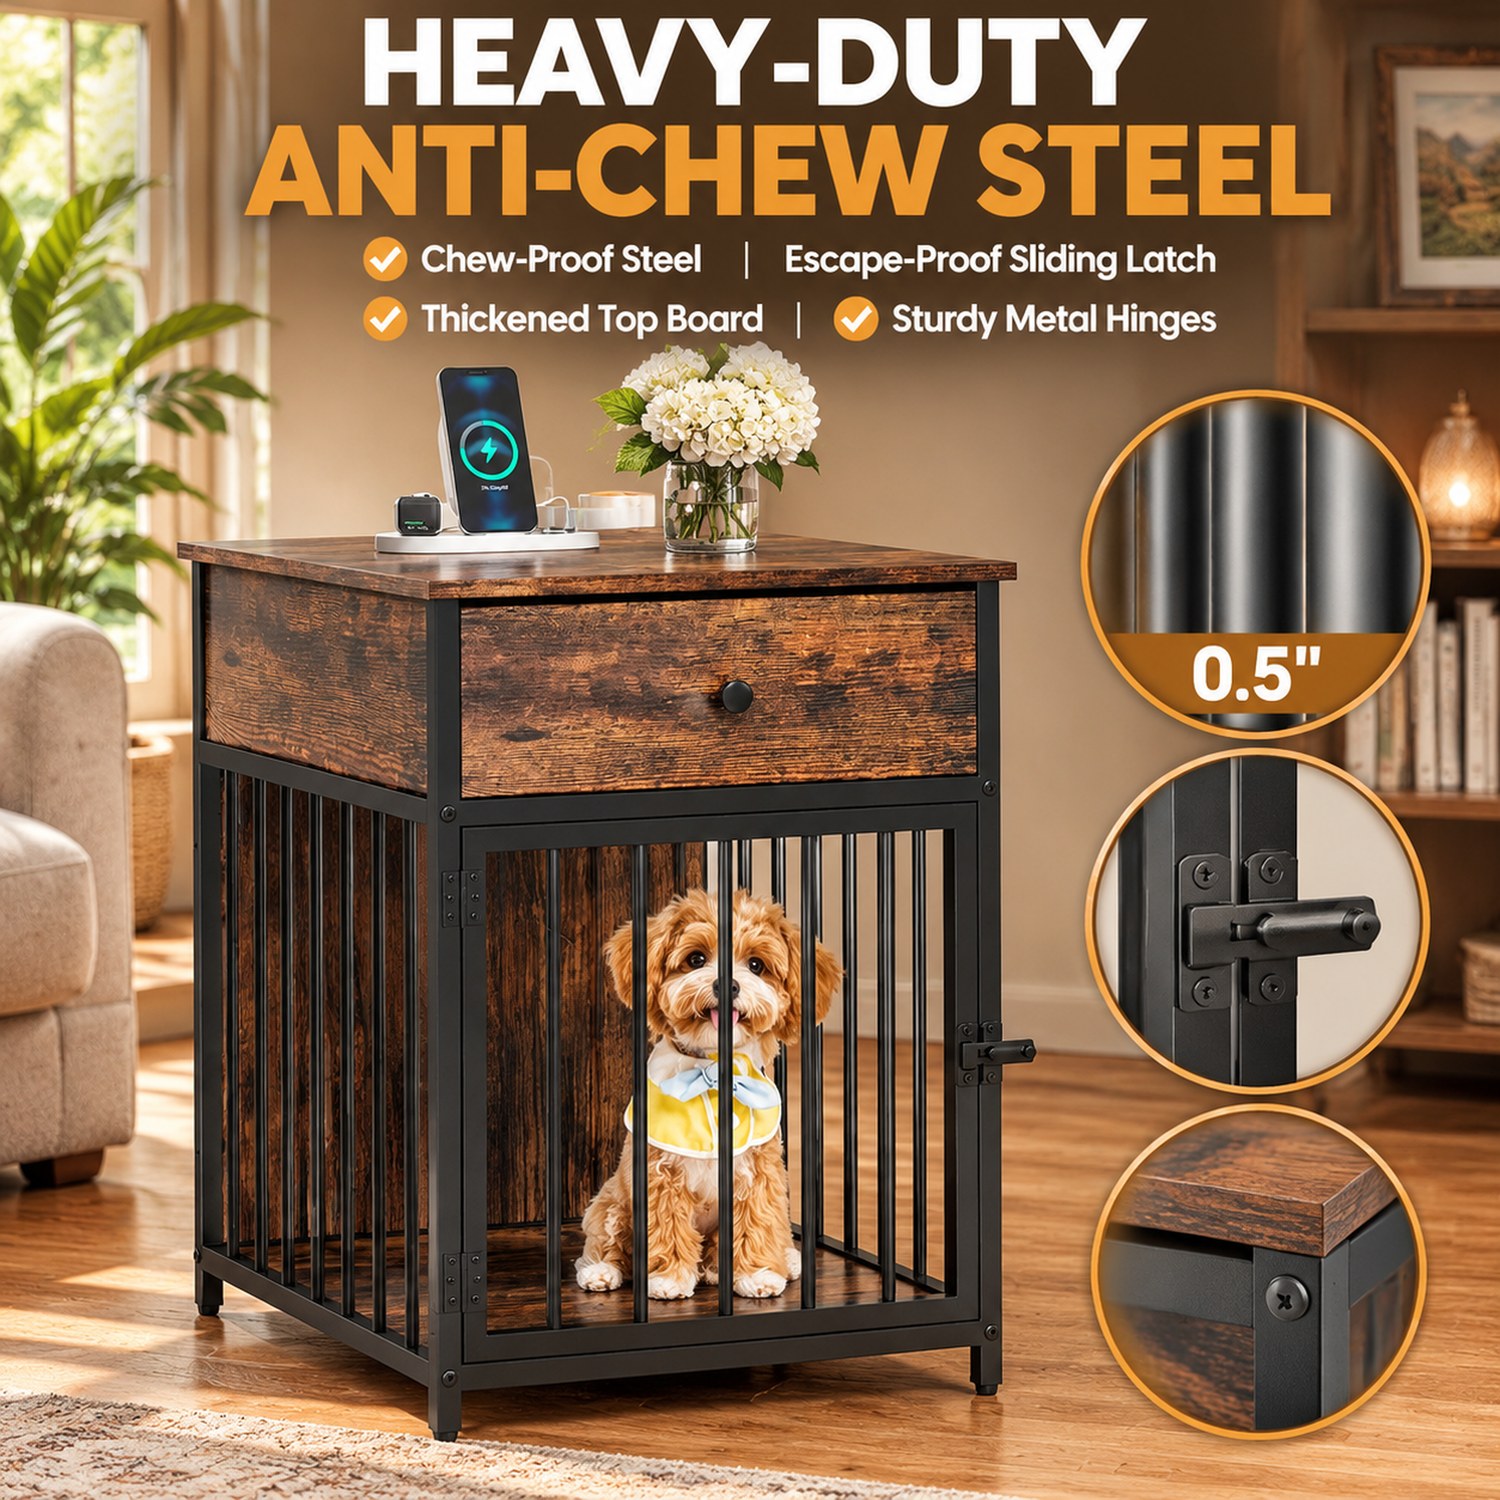 HEAVY-DUTY
ANTI-CHEW STEEL
Chew-Proof Steel | Escape-Proof Sliding Latch
Thickened Top Board | Sturdy Metal Hinges
0.5"